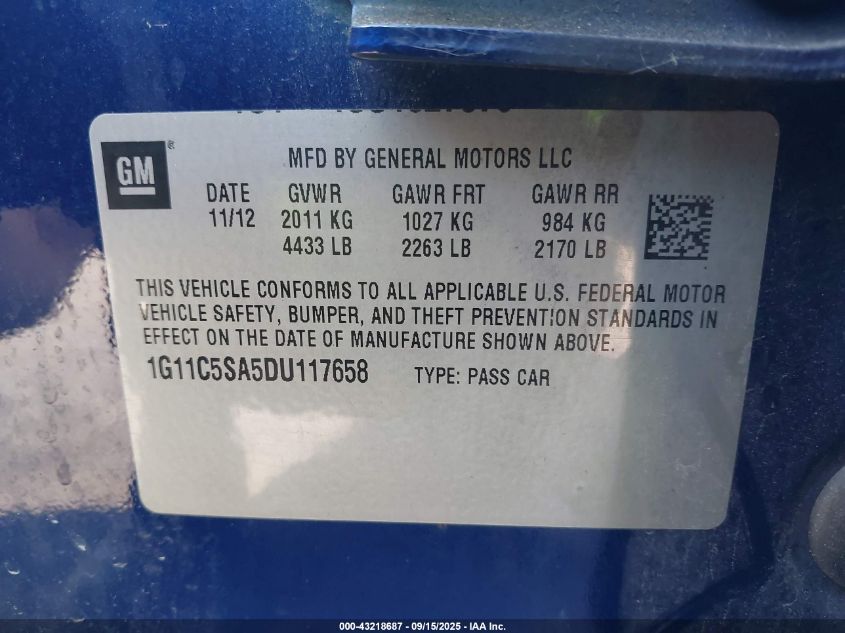 GM
MFD BY GENERAL MOTORS LLC
DATE GVWR GAWR FRT GAWR RR
11/12 2011 KG 1027 KG 984 KG
4433 LB 2263 LB 2170 LB
THIS VEHICLE CONFORMS TO ALL APPLICABLE U.S. FEDERAL MOTOR
VEHICLE SAFETY, BUMPER, AND THEFT PREVENTION STANDARDS IN
EFFECT ON THE DATE OF MANUFACTURE SHOWN ABOVE.
1G11C5SA5DU117658 TYPE: PASS CAR
000-43218687 - 09/15/2025 - IAA Inc.